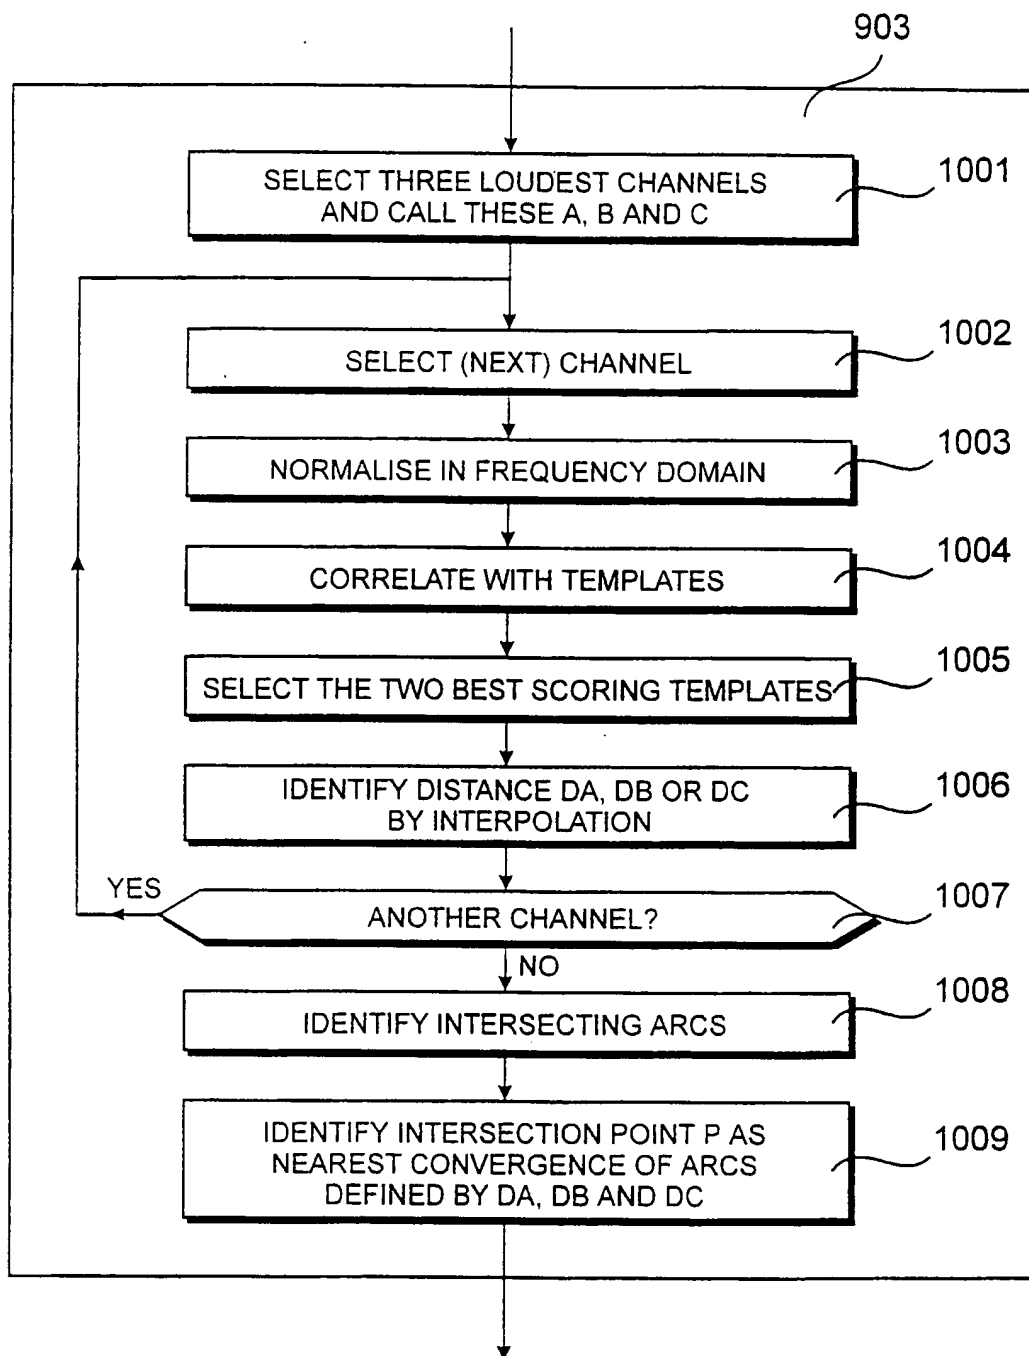 903
SELECT THREE LOUDEST CHANNELS
AND CALL THESE A, B AND C
1001
SELECT (NEXT) CHANNEL
1002
NORMALISE IN FREQUENCY DOMAIN
1003
CORRELATE WITH TEMPLATES
1004
SELECT THE TWO BEST SCORING TEMPLATES
1005
IDENTIFY DISTANCE DA, DB OR DC
BY INTERPOLATION
1006
YES
ANOTHER CHANNEL?
1007
NO
IDENTIFY INTERSECTING ARCS
1008
IDENTIFY INTERSECTION POINT P AS
NEAREST CONVERGENCE OF ARCS
DEFINED BY DA, DB AND DC
1009